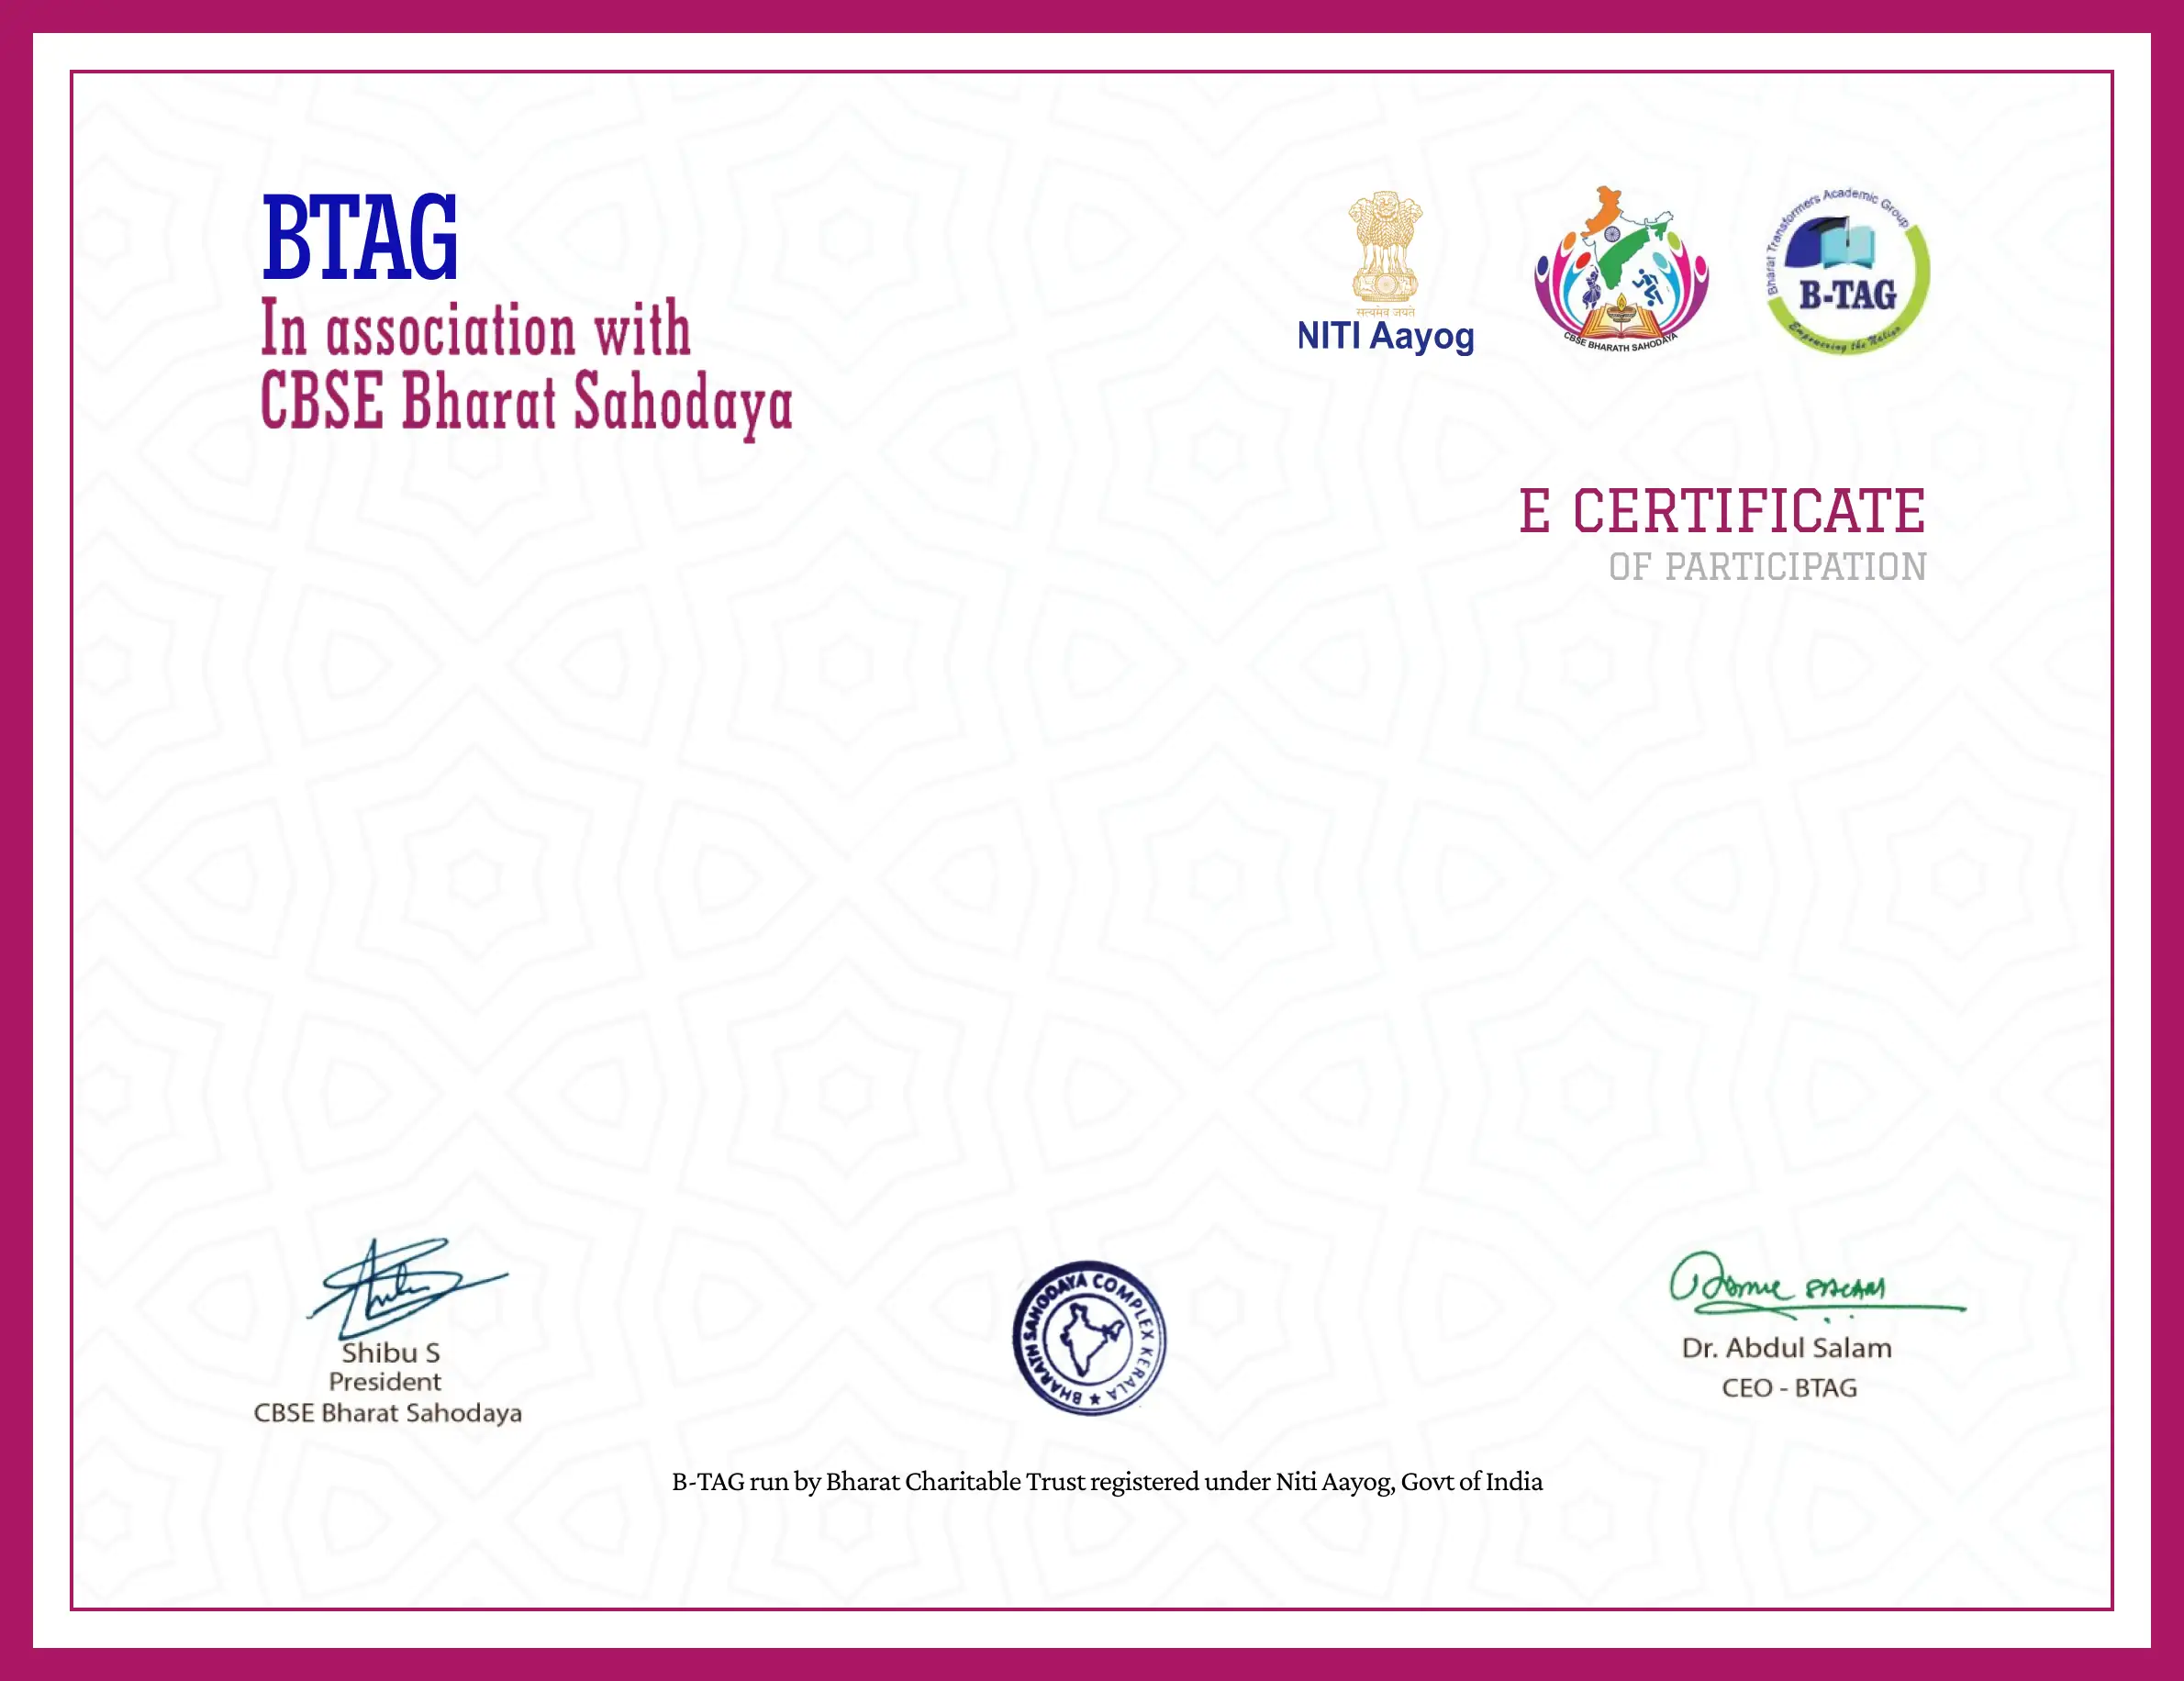 BTAG
In association with
CBSE Bharat Sahodaya
सत्यमेव जयते
NITI Aayog
CBSE BHARATH SAHODAYA
Bharat Transformers Academic Group
B-TAG
Empowering the Nation
E CERTIFICATE
OF PARTICIPATION
Shibu S
President
CBSE Bharat Sahodaya
BHARATH SAHODAYA COMPLEX KERALA ★
Dr. Abdul Salam
CEO - BTAG
B-TAG run by Bharat Charitable Trust registered under Niti Aayog, Govt of India